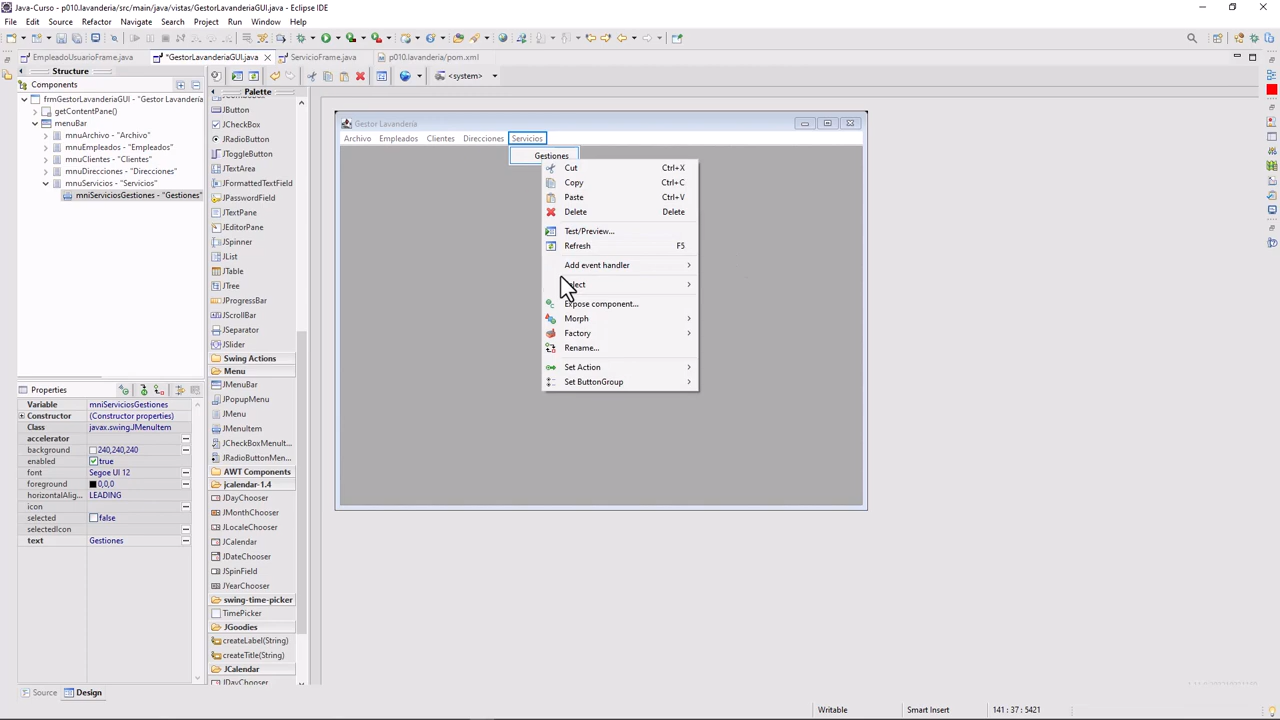 Java-Curso - p010.lavanderia/src/main/java/vistas/GestorLavanderiaGUI.java - Eclipse IDE
File Edit Source Refactor Navigate Search Project Run Window Help
EmpleadoUsuarioFrame.java
*GestorLavanderiaGUI.java
ServicioFrame.java
p010.lavanderia/pom.xml
Structure
Components
frmGestorLavanderiaGUI - "Gestor Lavandería
getContentPane()
menuBar
mnuArchivo - "Archivo"
mnuEmpleados - "Empleados"
mnuClientes - "Clientes"
mnuDirecciones - "Direcciones"
mnuServicios - "Servicios"
mniServiciosGestiones - "Gestiones"
Properties
Variable mniServiciosGestiones
Constructor (Constructor properties)
Class javax.swing.JMenuItem
accelerator
background 240,240,240
enabled true
font Segoe UI 12
foreground 0,0,0
horizontalAlig... LEADING
icon
selected false
selectedIcon
text Gestiones
Source Design
Palette
JButton
JCheckBox
JRadioButton
JToggleButton
JTextArea
JFormattedTextField
JPasswordField
JTextPane
JEditorPane
JSpinner
JList
JTable
JTree
JProgressBar
JScrollBar
JSeparator
JSlider
Swing Actions
Menu
JMenuBar
JPopupMenu
JMenu
JMenuItem
JCheckBoxMenuIt...
JRadioButtonMen...
AWT Components
jcalendar-1.4
JDayChooser
JMonthChooser
JLocaleChooser
JCalendar
JDateChooser
JSpinField
JYearChooser
swing-time-picker
TimePicker
JGoodies
createLabel(String)
createTitle(String)
JCalendar
JDayChooser
<system>
Gestor Lavandería
Archivo Empleados Clientes Direcciones Servicios
Gestiones
Cut Ctrl+X
Copy Ctrl+C
Paste Ctrl+V
Delete Delete
Test/Preview...
Refresh F5
Add event handler
Expose component...
Morph
Factory
Rename...
Set Action
Set ButtonGroup
Writable Smart Insert 141 : 37 : 5421